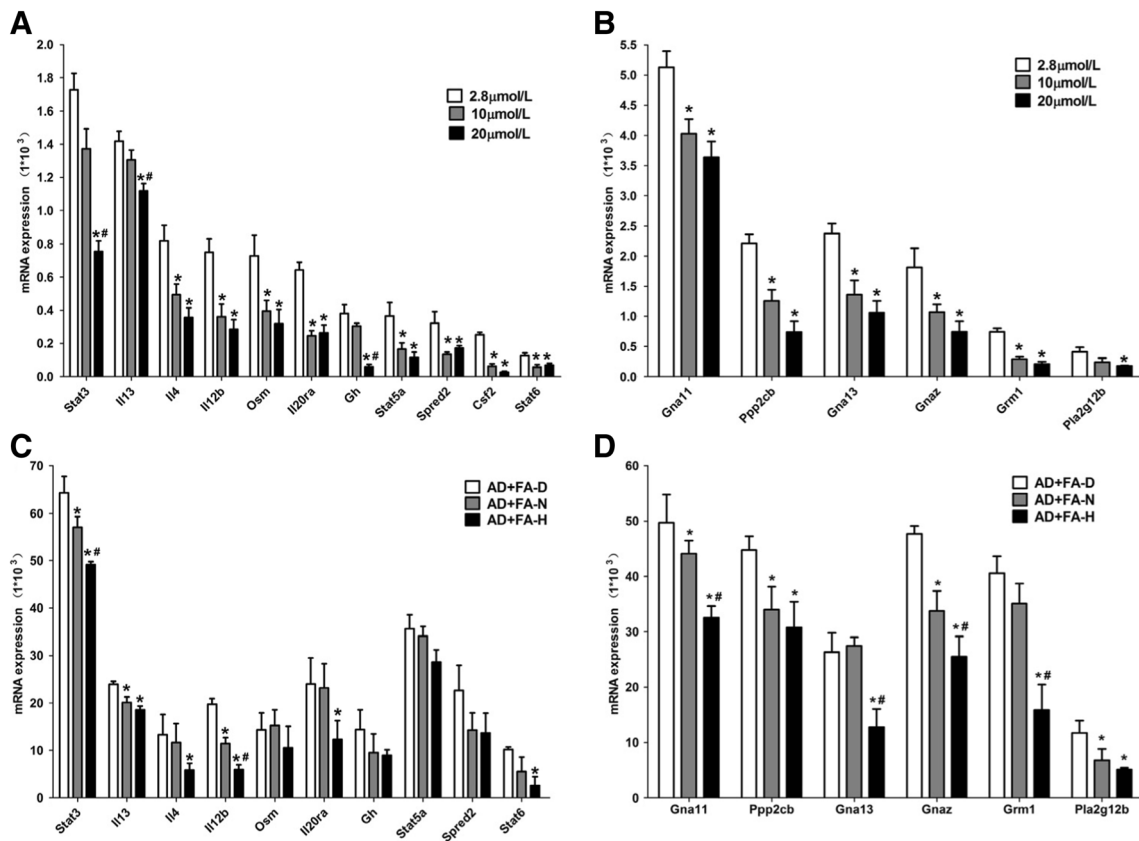 A
mRNA expression (1*10³)
2.0
1.8
1.6
1.4
1.2
1.0
0.8
0.6
0.4
0.2
0.0
2.8μmol/L
10μmol/L
20μmol/L
*# *# * * * * * * * * *# * * * * * * * *
Stat3 Il13 Il4 Il12b Osm Il20ra Gh Stat5a Spred2 Csf2 Stat6
B
mRNA expression (1*10³)
5.5
5.0
4.5
4.0
3.5
3.0
2.5
2.0
1.5
1.0
0.5
0.0
2.8μmol/L
10μmol/L
20μmol/L
* * * * * * * * * * *
Gna11 Ppp2cb Gna13 Gnaz Grm1 Pla2g12b
C
mRNA expression (1*10³)
70
60
50
40
30
20
10
0
AD+FA-D
AD+FA-N
AD+FA-H
* *# * * * * *# * *
Stat3 Il13 Il4 Il12b Osm Il20ra Gh Stat5a Spred2 Stat6
D
mRNA expression (1*10³)
60
50
40
30
20
10
0
AD+FA-D
AD+FA-N
AD+FA-H
* *# * * *# * *# *# * *
Gna11 Ppp2cb Gna13 Gnaz Grm1 Pla2g12b